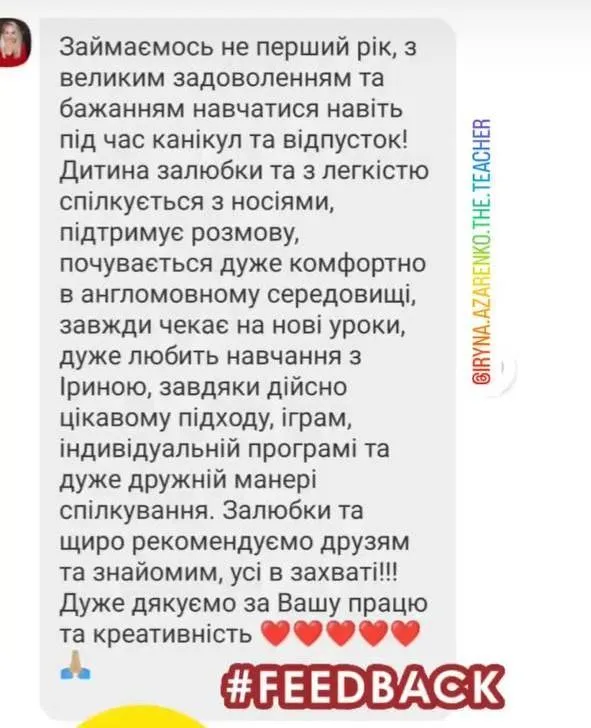 Займаємось не перший рік, з
великим задоволенням та
бажанням навчатися навіть
під час канікул та відпусток!
Дитина залюбки та з легкістю
спілкується з носіями,
підтримує розмову,
почувається дуже комфортно
в англомовному середовищі,
завжди чекає на нові уроки,
дуже любить навчання з
Іриною, завдяки дійсно
цікавому підходу, іграм,
індивідуальній програмі та
дуже дружній манері
спілкування. Залюбки та
щиро рекомендуємо друзям
та знайомим, усі в захваті!!!
Дуже дякуємо за Вашу працю
та креативність ❤️❤️❤️❤️❤️
🙏🏼
#FEEDBACK
@IRYNA.AZARENKO.THE.TEACHER